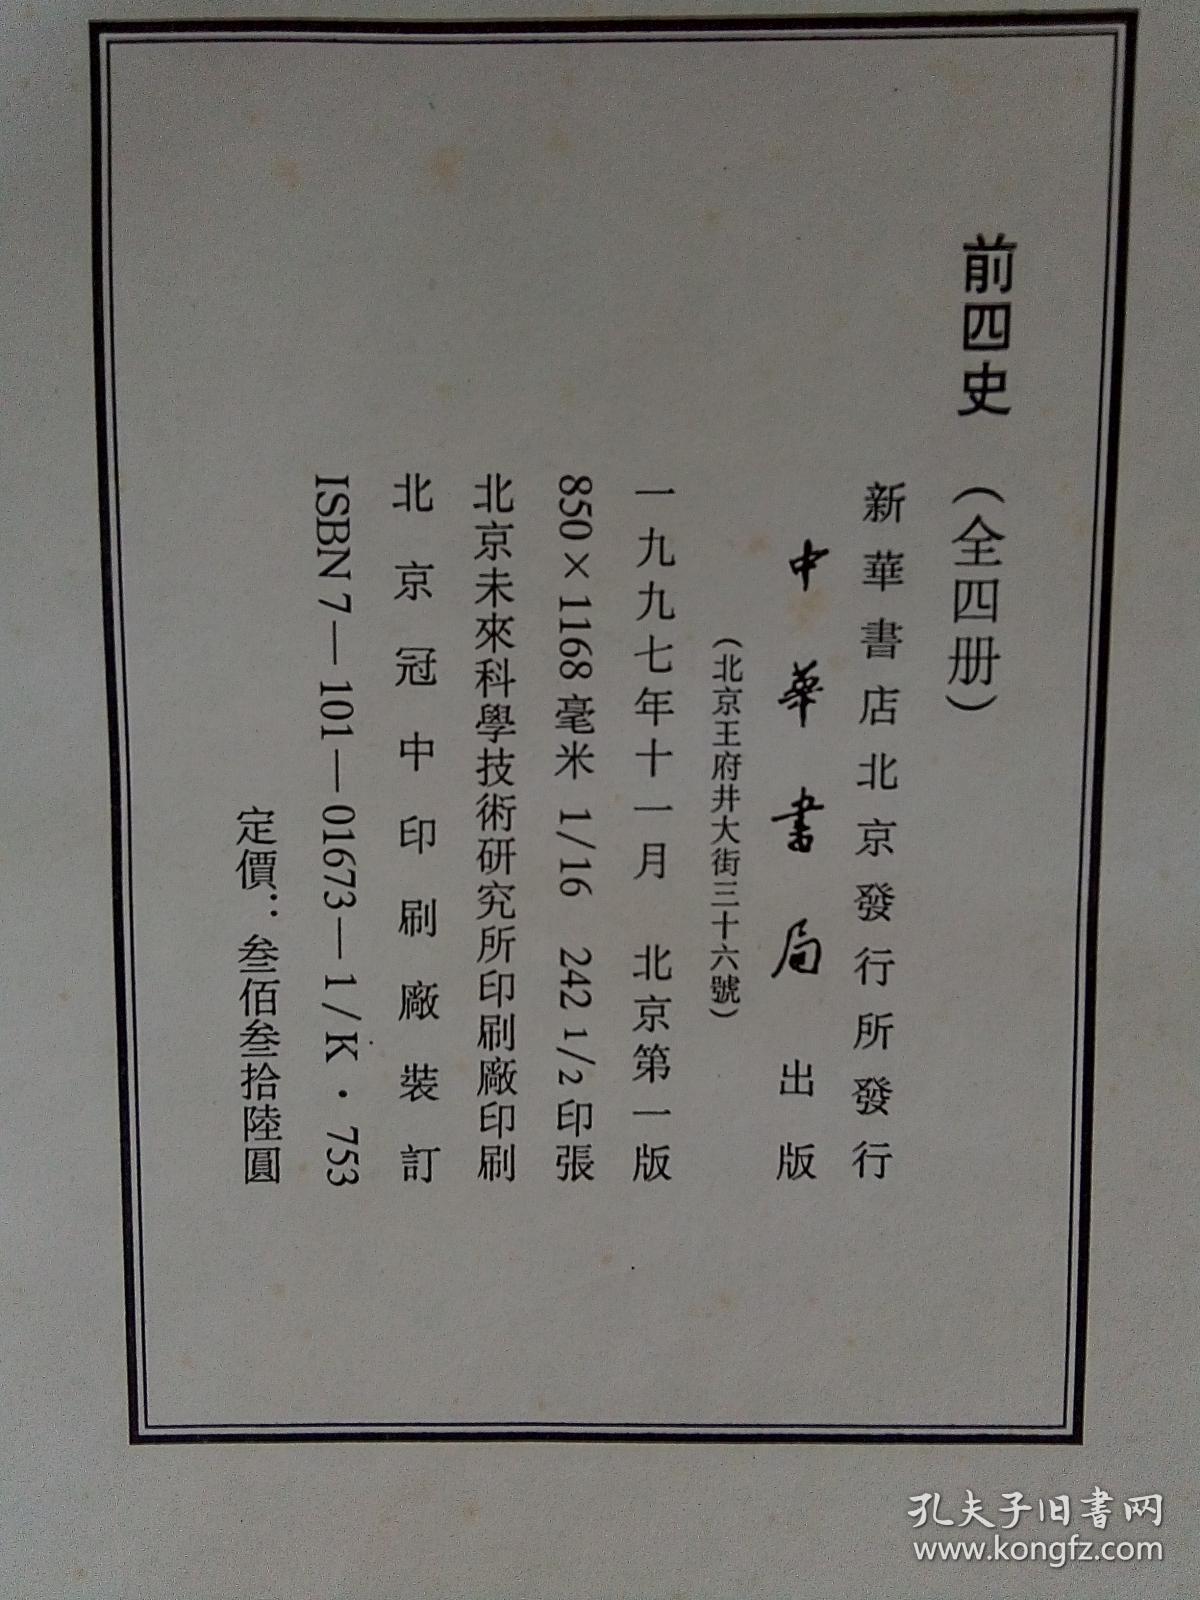 前四史（全四册）
新華書店北京發行所發行
中華書局出版
（北京王府井大街三十六號）
一九九七年十一月 北京第一版
850×1168毫米 1/16 242 1/2印張
北京未來科學技術研究所印刷廠印刷
北京冠中印刷廠裝訂
ISBN7—101—01673—1/K·753
定價：叁佰叁拾陸圓
孔夫子旧书网
www.kongfz.com